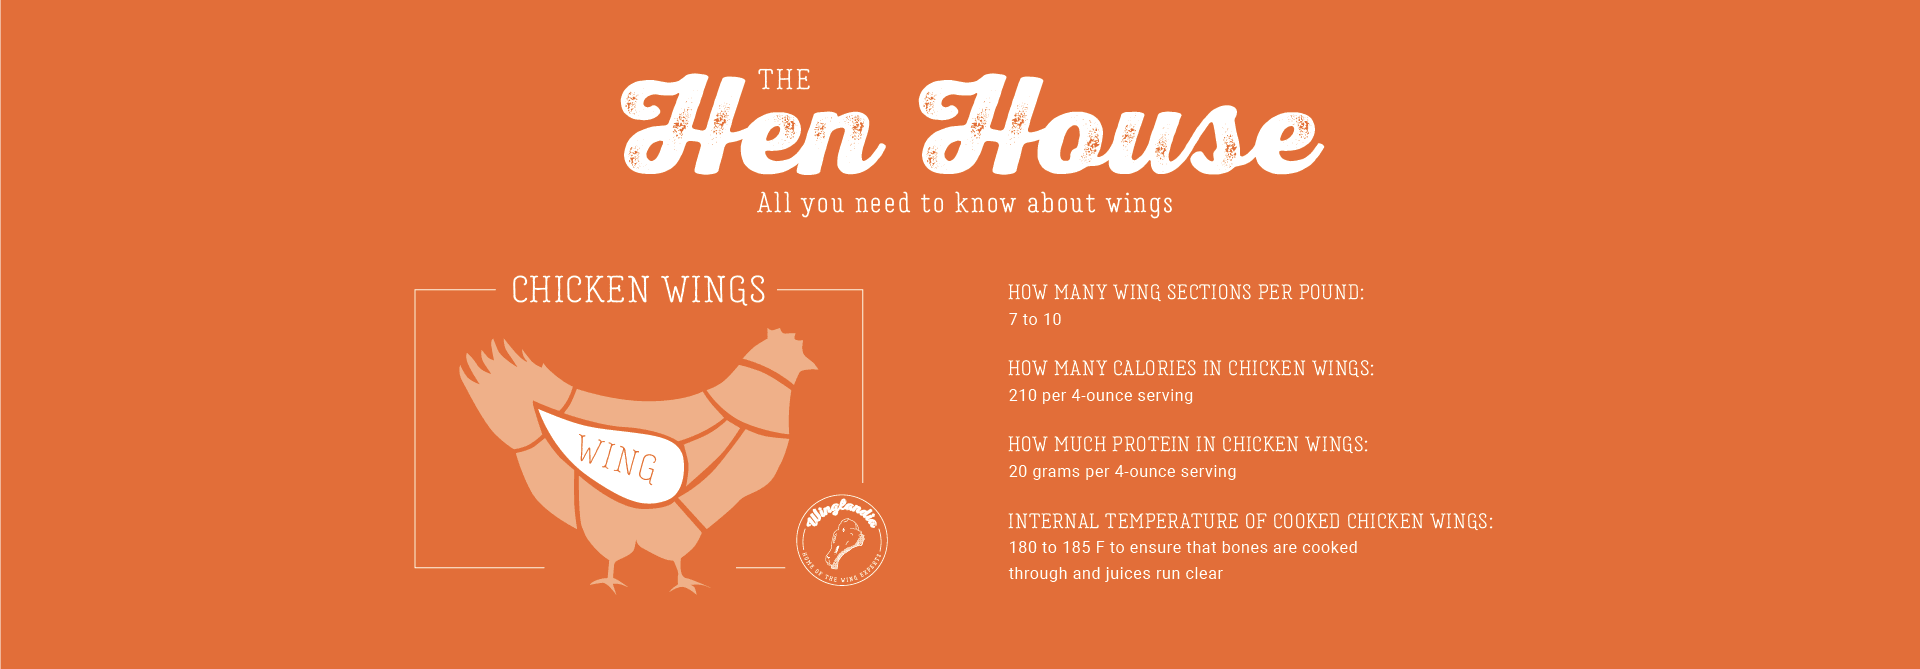 THE
Hen House
All you need to know about wings
CHICKEN WINGS
WING
Winglandia
HOME OF THE WING EXPERTS
HOW MANY WING SECTIONS PER POUND:
7 to 10
HOW MANY CALORIES IN CHICKEN WINGS:
210 per 4-ounce serving
HOW MUCH PROTEIN IN CHICKEN WINGS:
20 grams per 4-ounce serving
INTERNAL TEMPERATURE OF COOKED CHICKEN WINGS:
180 to 185 F to ensure that bones are cooked
through and juices run clear